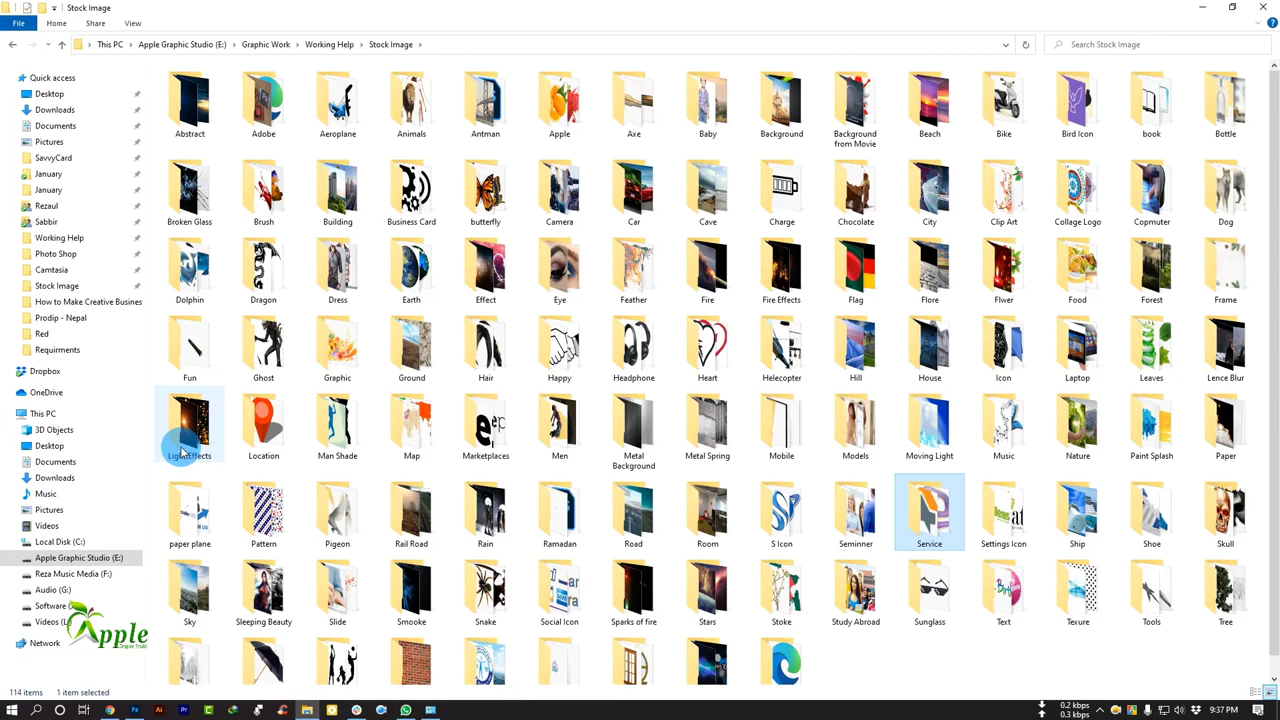 Stock Image
File Home Share View
This PC Apple Graphic Studio (E:) Graphic Work Working Help Stock Image
Search Stock Image
Quick access
Desktop
Downloads
Documents
Pictures
SavvyCard
January
January
Rezaul
Sabbir
Working Help
Photo Shop
Camtasia
Stock Image
How to Make Creative Busines
Prodip - Nepal
Red
Requirments
Dropbox
OneDrive
This PC
3D Objects
Desktop
Documents
Downloads
Music
Pictures
Videos
Local Disk (C:)
Apple Graphic Studio (E:)
Reza Music Media (F:)
Audio (G:)
Software (
Videos (L
Network
Apple
Abstract Adobe Aeroplane Animals Antman Apple Axe Baby Background Background from Movie Beach Bike Bird Icon book Bottle
Broken Glass Brush Building Business Card butterfly Camera Car Cave Charge Chocolate City Clip Art Collage Logo Copmuter Dog
Dolphin Dragon Dress Earth Effect Eye Feather Fire Fire Effects Flag Flore Flwer Food Forest Frame
Fun Ghost Graphic Ground Hair Happy Headphone Heart Helecopter Hill House Icon Laptop Leaves Lence Blur
Light Effects Location Man Shade Map Marketplaces Men Metal Background Metal Spring Mobile Models Moving Light Music Nature Paint Splash Paper
paper plane Pattern Pigeon Rail Road Rain Ramadan Road Room S Icon Seminner Service Settings Icon Ship Shoe Skull
Sky Sleeping Beauty Slide Smooke Snake Social Icon Sparks of fire Stars Stoke Study Abroad Sunglass Text Texure Tools Tree
114 items 1 item selected
0.2 kbps
0.3 kbps
9:37 PM